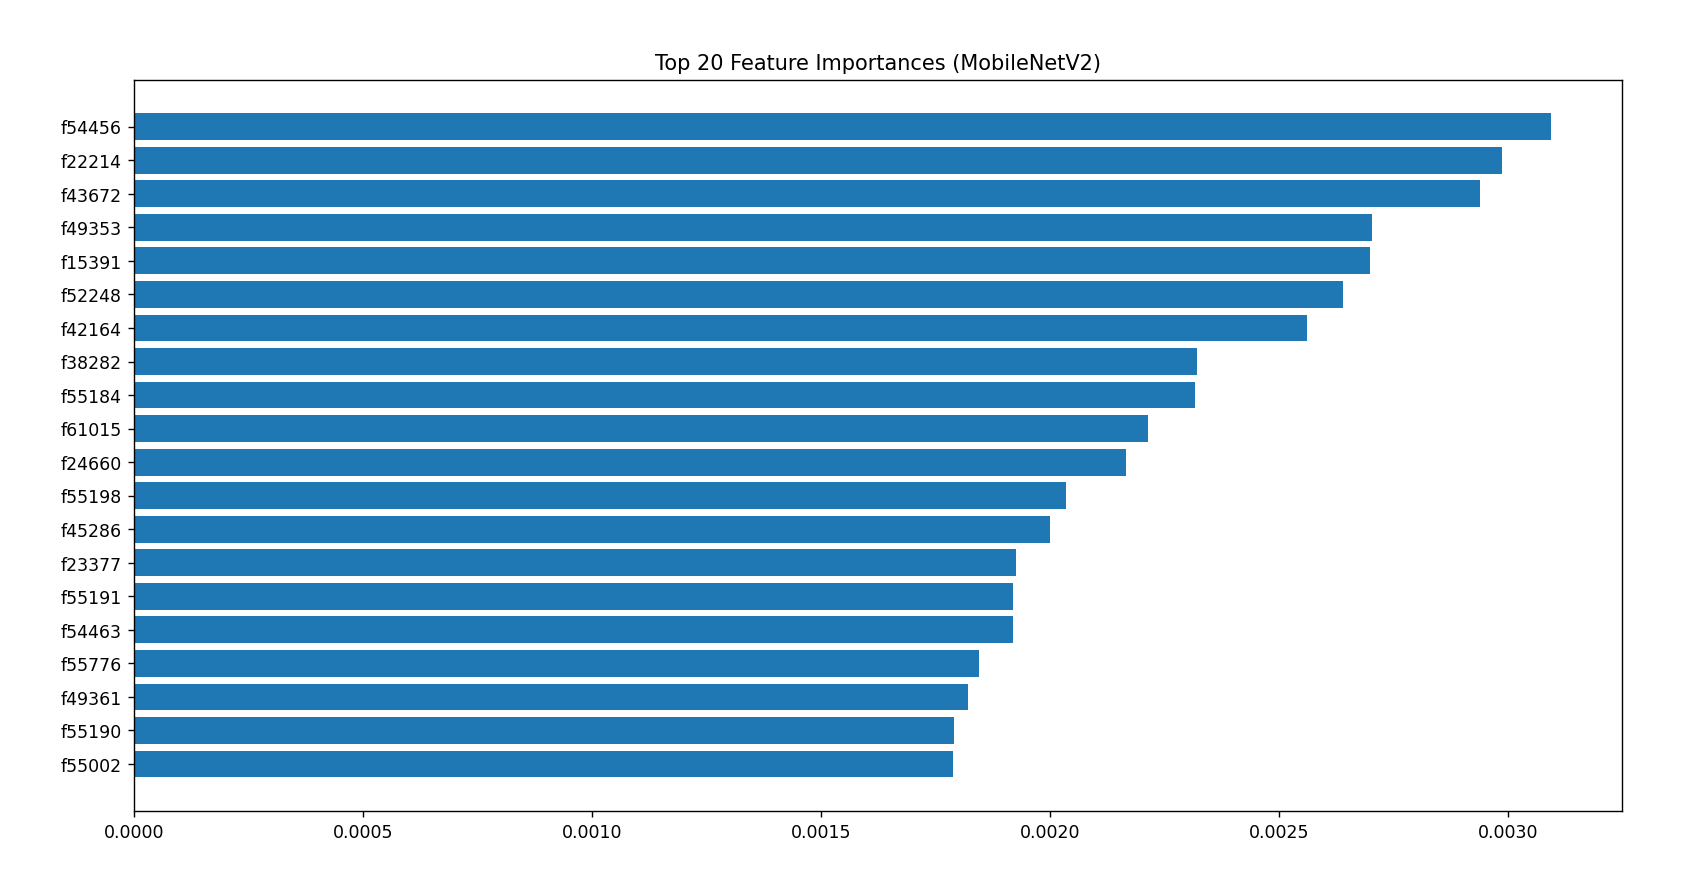 Top 20 Feature Importances (MobileNetV2)
f54456
f22214
f43672
f49353
f15391
f52248
f42164
f38282
f55184
f61015
f24660
f55198
f45286
f23377
f55191
f54463
f55776
f49361
f55190
f55002
0.0000 0.0005 0.0010 0.0015 0.0020 0.0025 0.0030